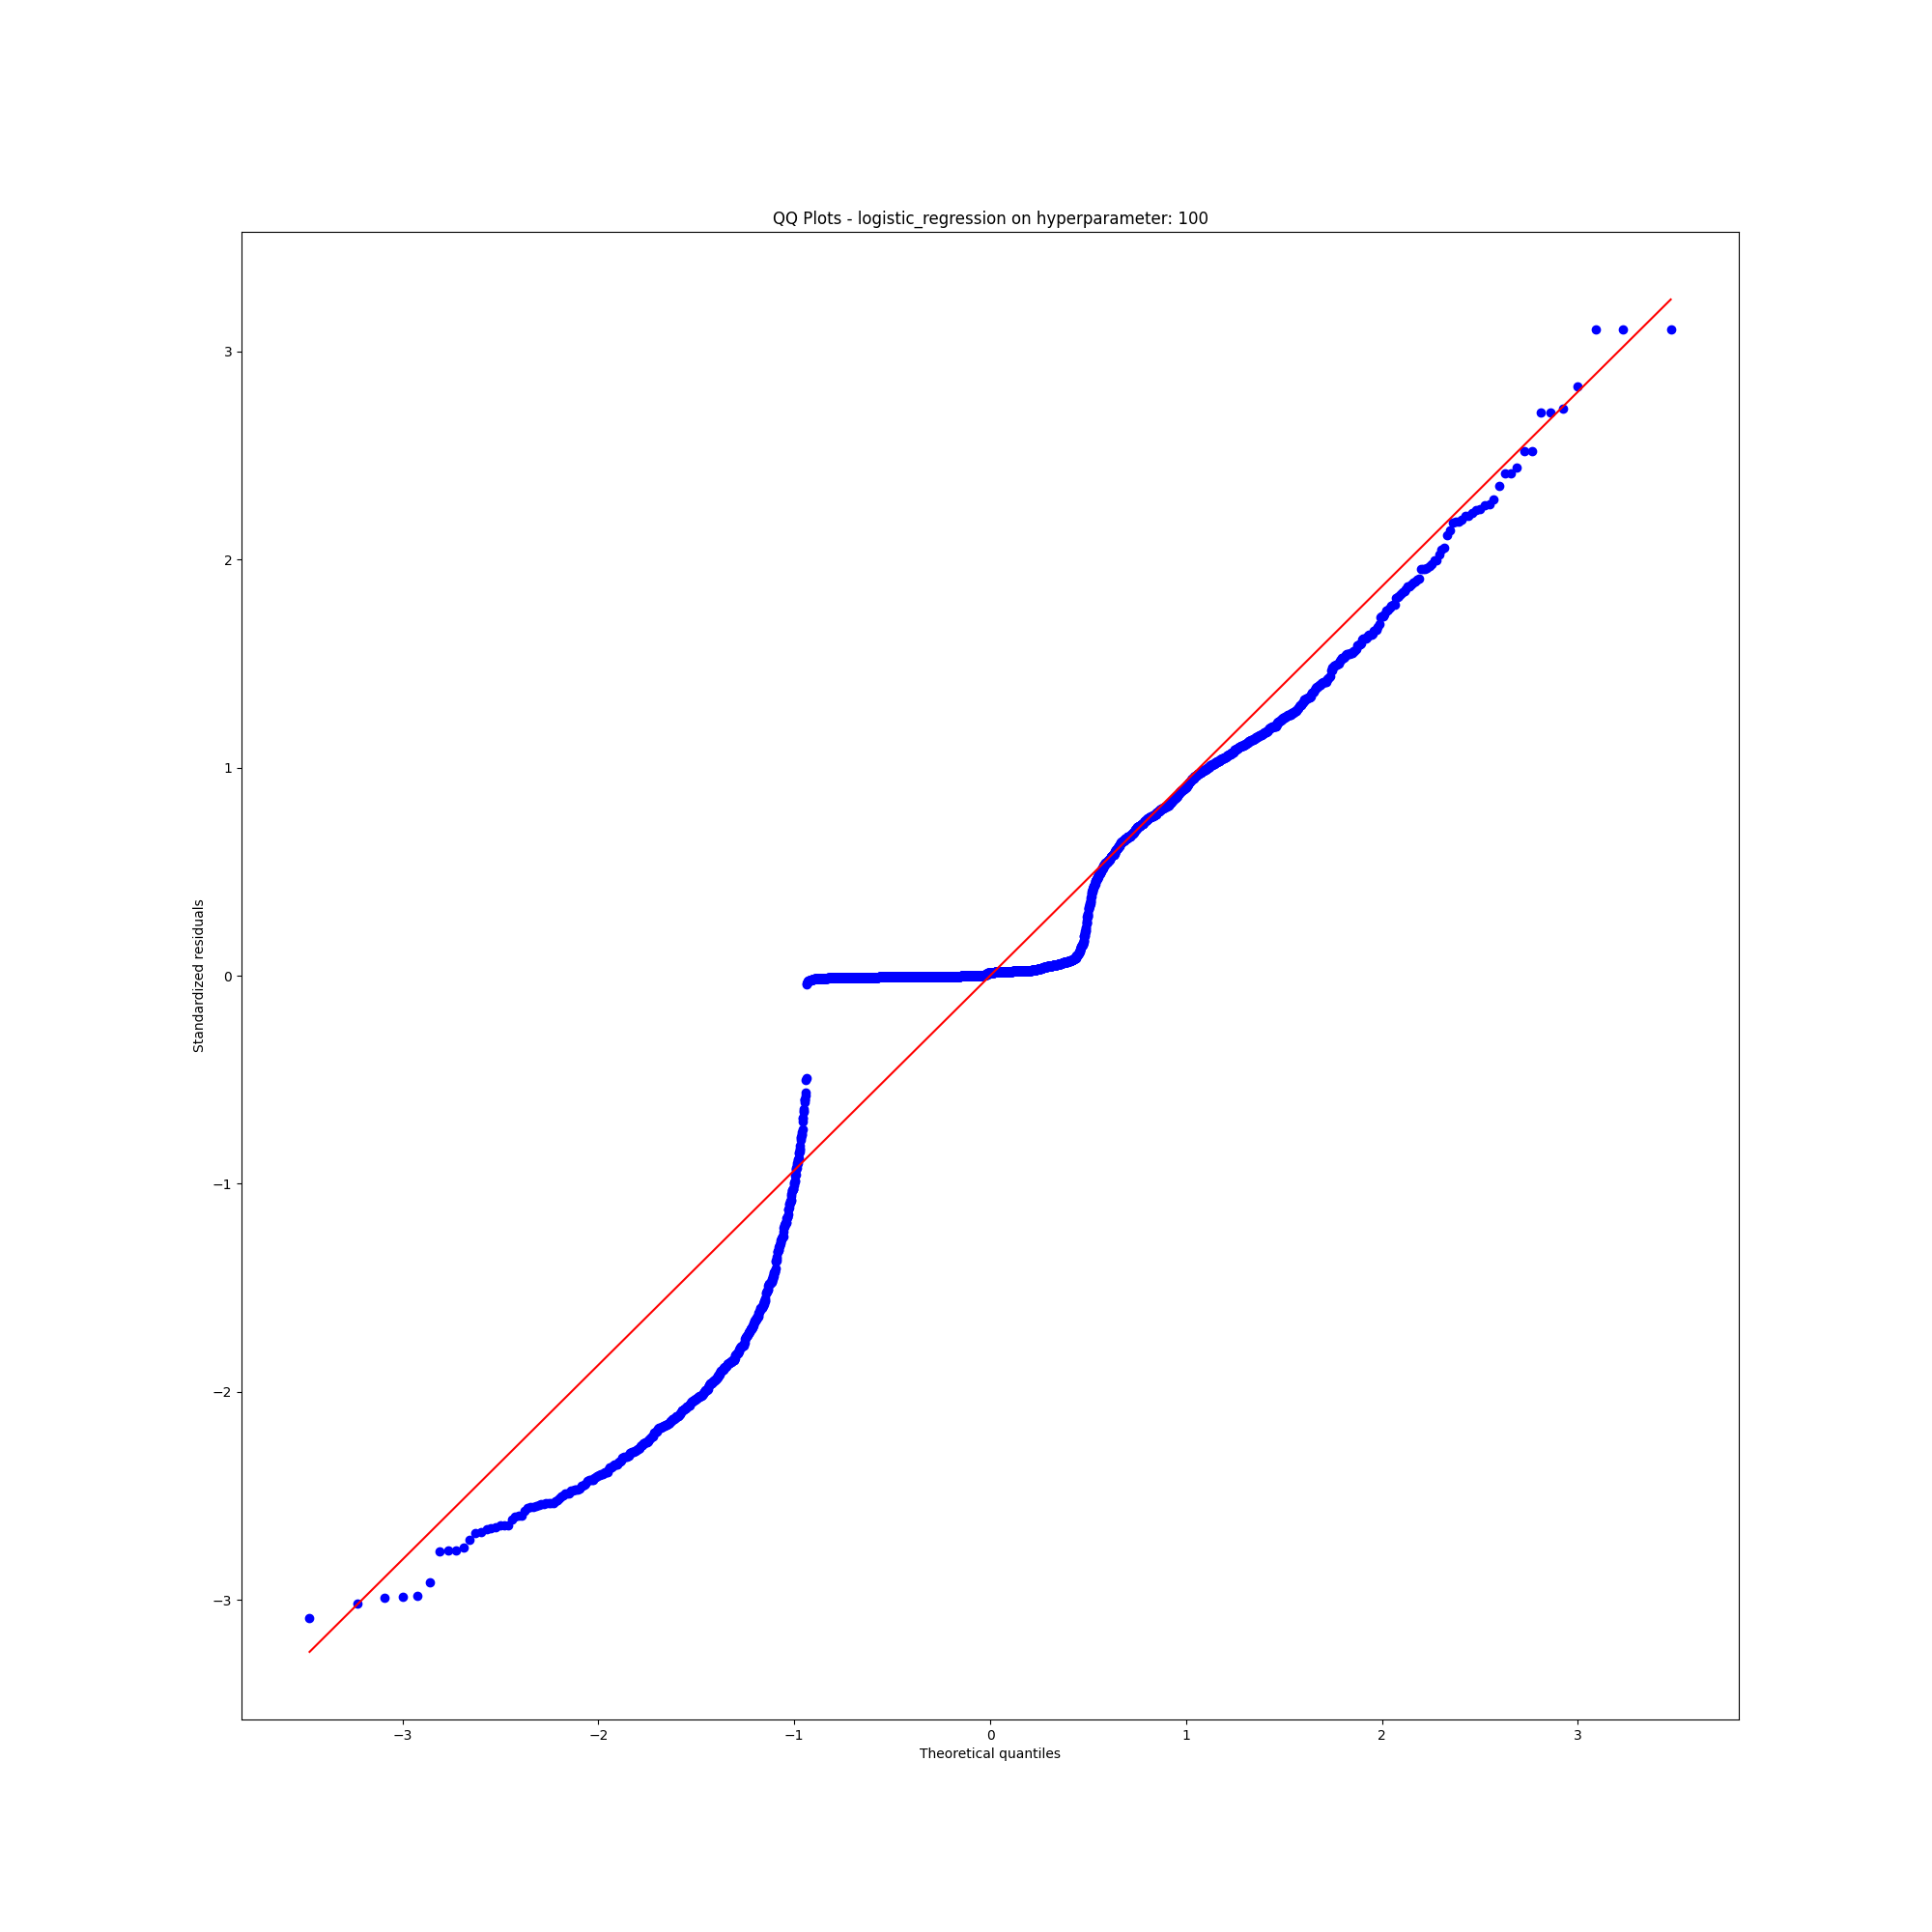 QQ Plots - logistic_regression on hyperparameter: 100
3
2
1
0
−1
−2
−3
Standardized residuals
−3 −2 −1 0 1 2 3
Theoretical quantiles